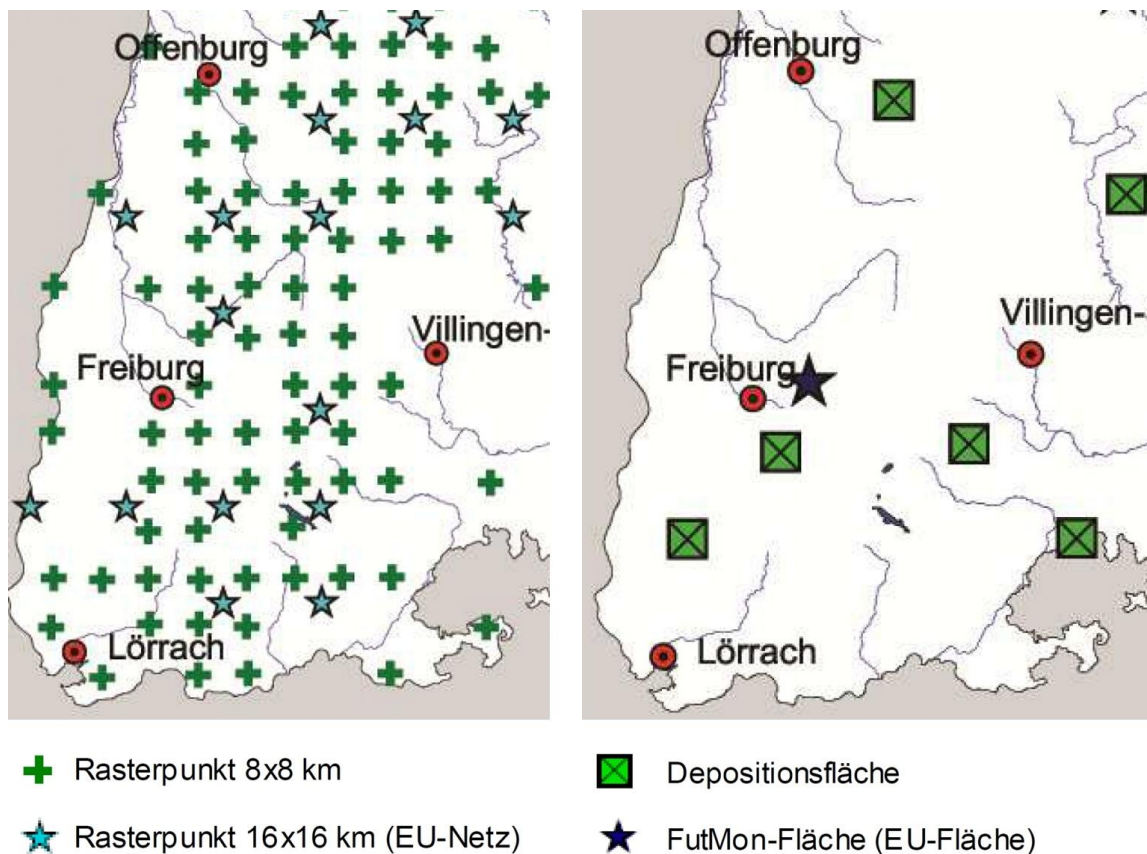 Offenburg
Villingen-
Freiburg
Lörrach
Offenburg
Villingen-
Freiburg
Lörrach
Rasterpunkt 8x8 km
Rasterpunkt 16x16 km (EU-Netz)
Depositionsfläche
FutMon-Fläche (EU-Fläche)